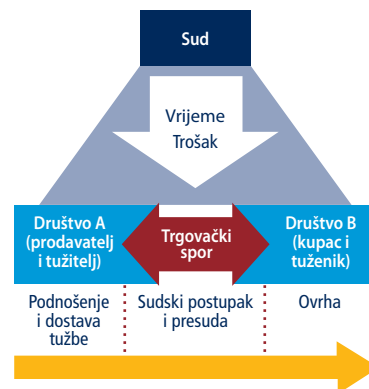 Sud
Vrijeme
Trošak
Društvo A
(prodavatelj
i tužitelj)
Trgovački
spor
Društvo B
(kupac i
tuženik)
Podnošenje
i dostava
tužbe
Sudski postupak
i presuda
Ovrha